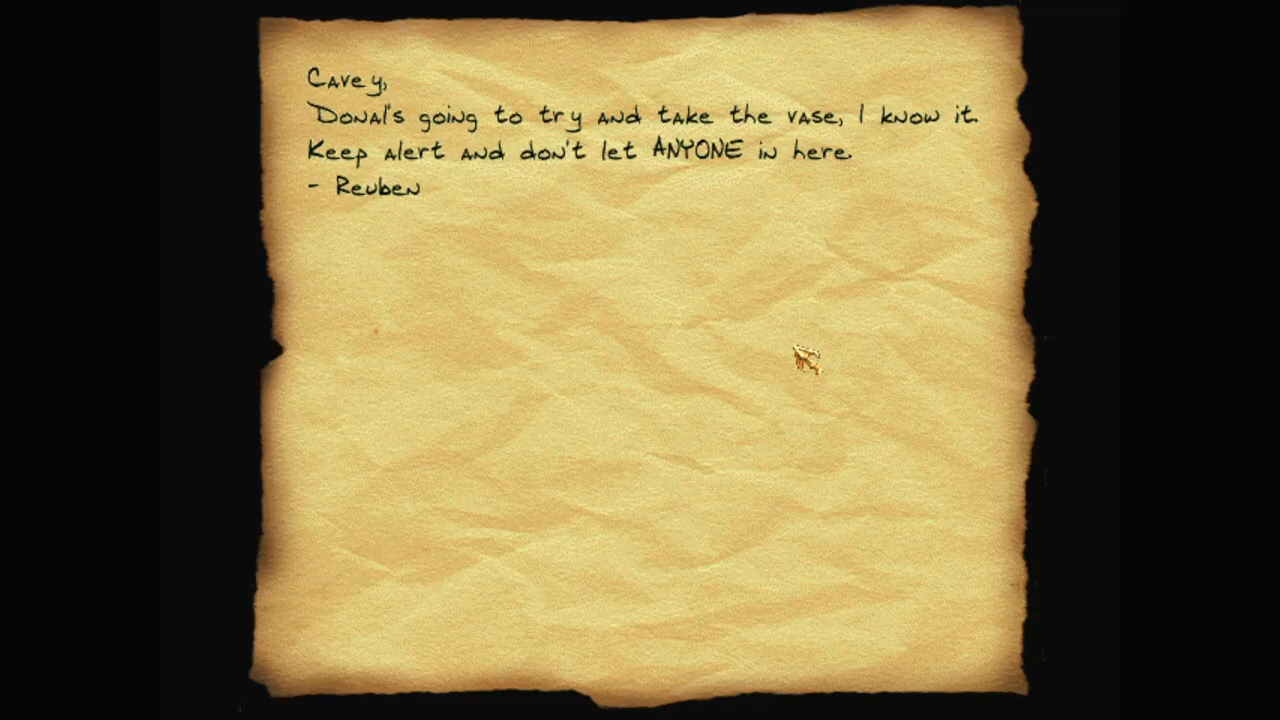 Cavey,
Donal's going to try and take the vase, I know it.
Keep alert and don't let ANYONE in here.
- Reuben